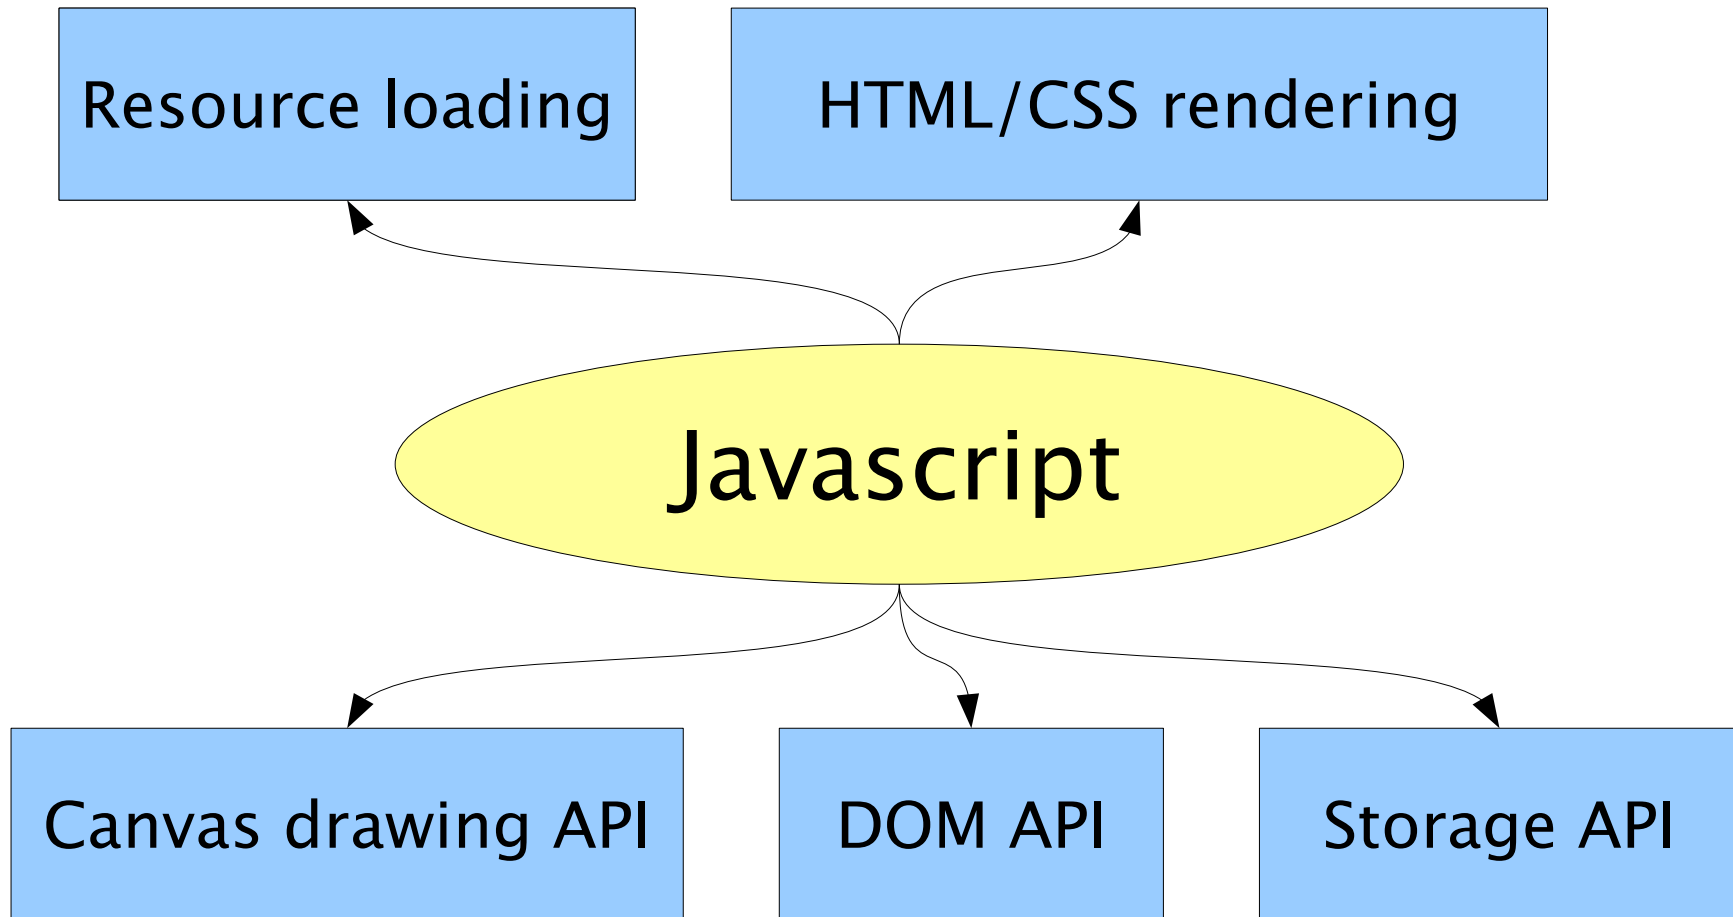 Resource loading
HTML/CSS rendering
Javascript
Canvas drawing API
DOM API
Storage API